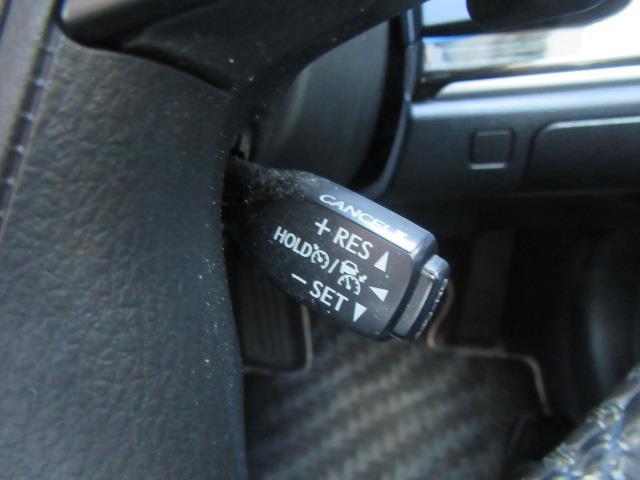 CANCEL
+ RES
HOLD /
- SET